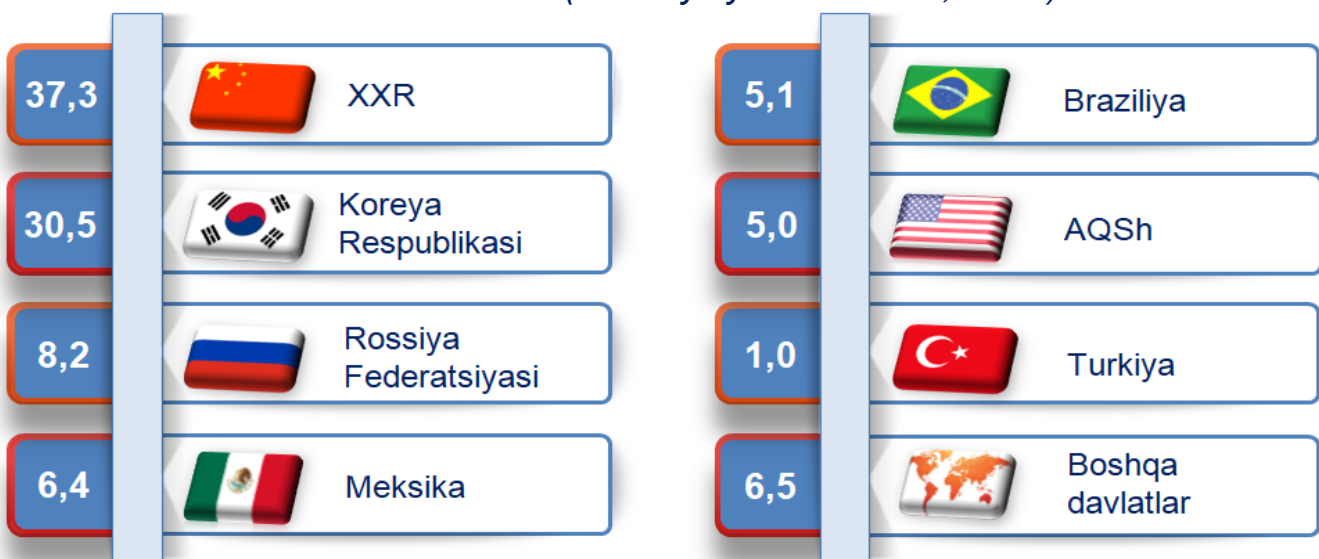 37,3
XXR
30,5
Koreya
Respublikasi
8,2
Rossiya
Federatsiyasi
6,4
Meksika
5,1
Braziliya
5,0
AQSh
1,0
Turkiya
6,5
Boshqa
davlatlar